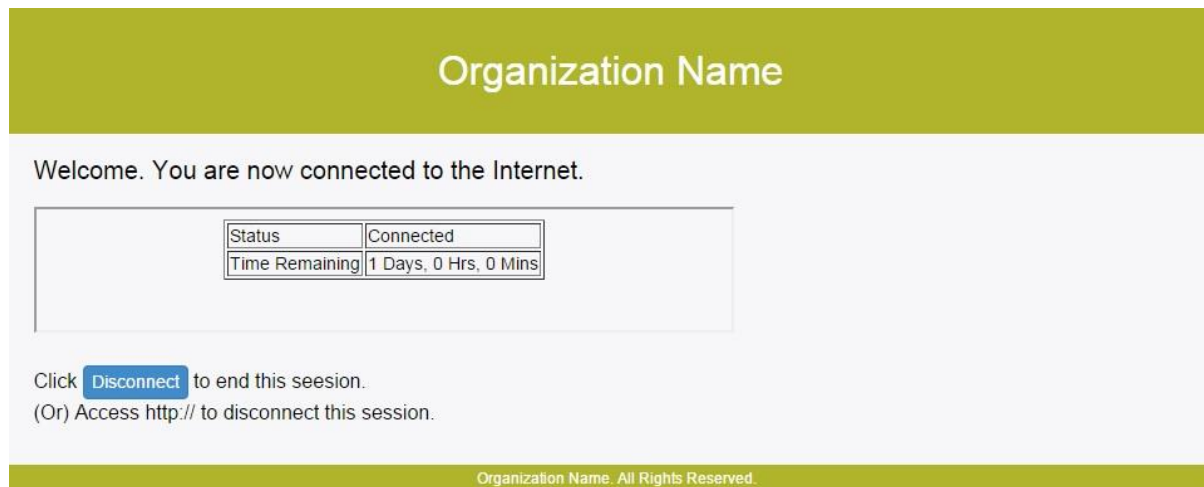 Organization Name
Welcome. You are now connected to the Internet.
Status Connected
Time Remaining 1 Days, 0 Hrs, 0 Mins
Click Disconnect to end this seesion.
(Or) Access http:// to disconnect this session.
Organization Name. All Rights Reserved.